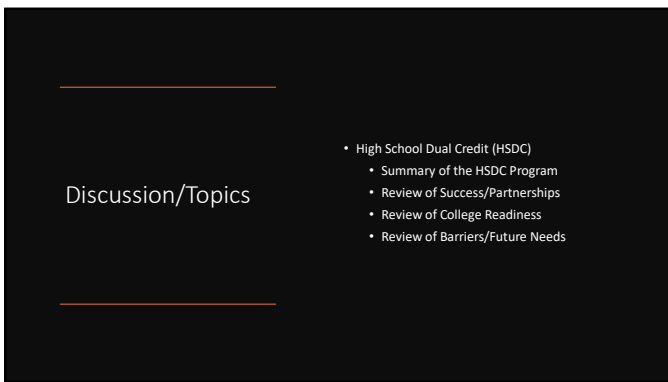 Discussion/Topics
• High School Dual Credit (HSDC)
• Summary of the HSDC Program
• Review of Success/Partnerships
• Review of College Readiness
• Review of Barriers/Future Needs